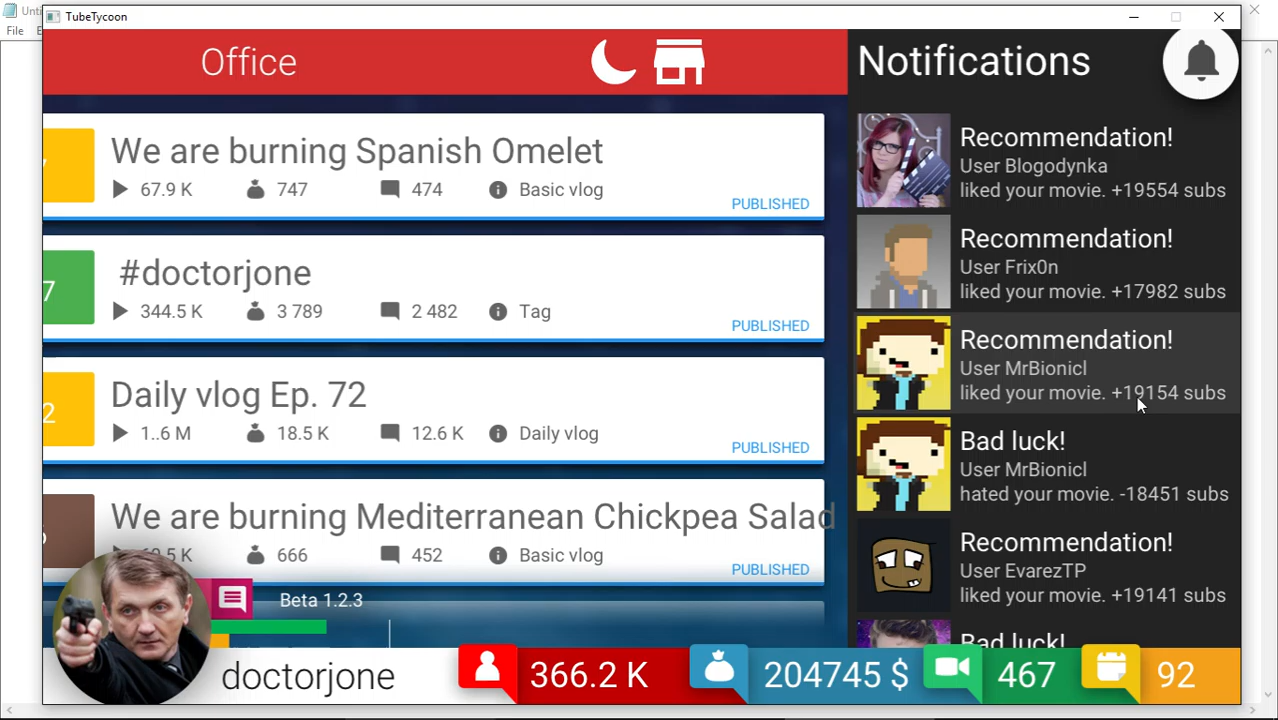 Unti
TubeTycoon
File
Office
Notifications
We are burning Spanish Omelet
67.9 K 747 474 Basic vlog
PUBLISHED
#doctorjone
7
344.5 K 3 789 2 482 Tag
PUBLISHED
Daily vlog Ep. 72
2
1..6 M 18.5 K 12.6 K Daily vlog
PUBLISHED
We are burning Mediterranean Chickpea Salad
666 452 Basic vlog
PUBLISHED
Beta 1.2.3
Recommendation!
User Blogodynka
liked your movie. +19554 subs
Recommendation!
User Frix0n
liked your movie. +17982 subs
Recommendation!
User MrBionicl
liked your movie. +19154 subs
Bad luck!
User MrBionicl
hated your movie. -18451 subs
Recommendation!
User EvarezTP
liked your movie. +19141 subs
Bad luck!
doctorjone
366.2 K
204745 $
467
92